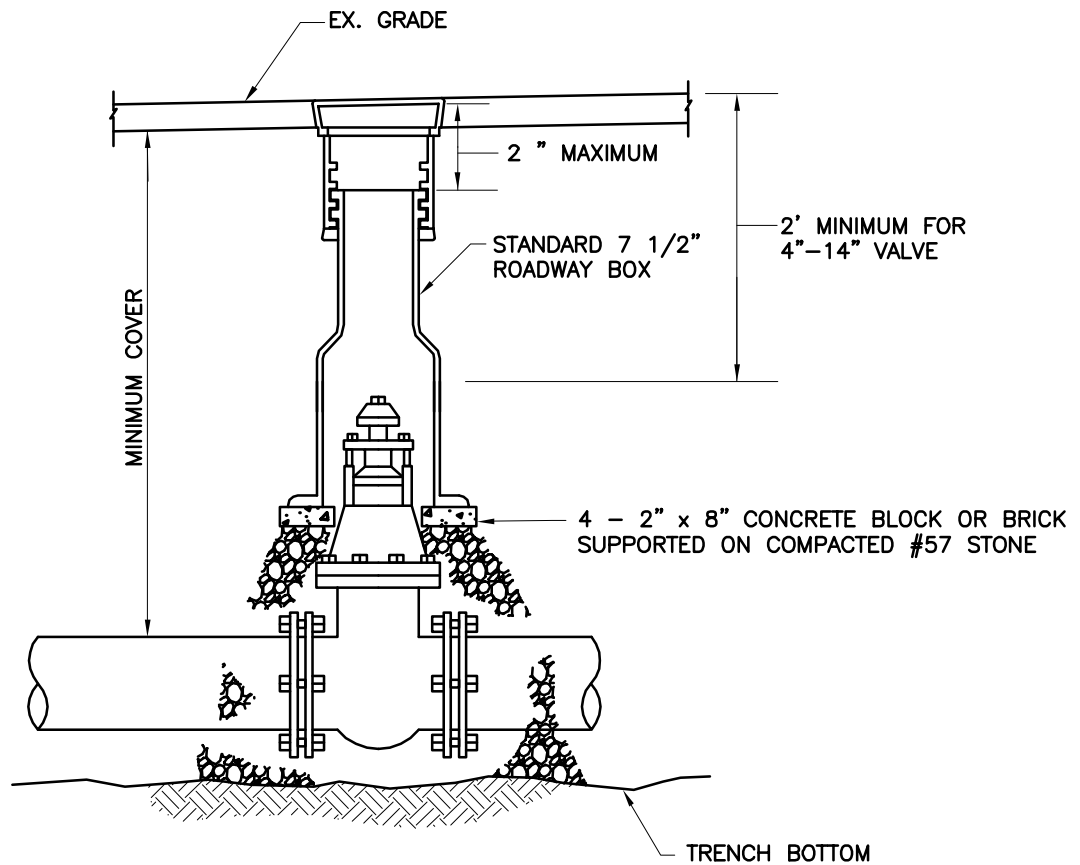 EX. GRADE
2 " MAXIMUM
2' MINIMUM FOR
4"-14" VALVE
STANDARD 7 1/2"
ROADWAY BOX
MINIMUM COVER
4 - 2" x 8" CONCRETE BLOCK OR BRICK
SUPPORTED ON COMPACTED #57 STONE
TRENCH BOTTOM